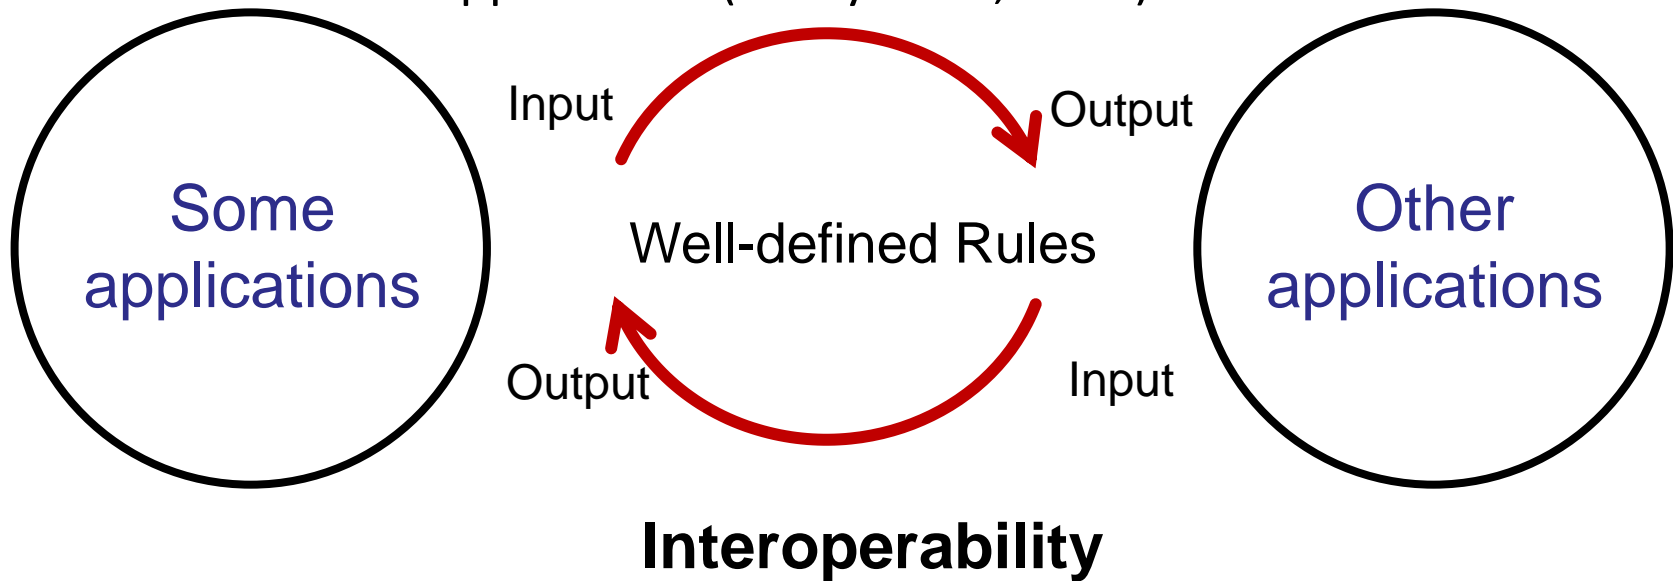 Input
Output
Some
applications
Well-defined Rules
Other
applications
Output
Input
Interoperability